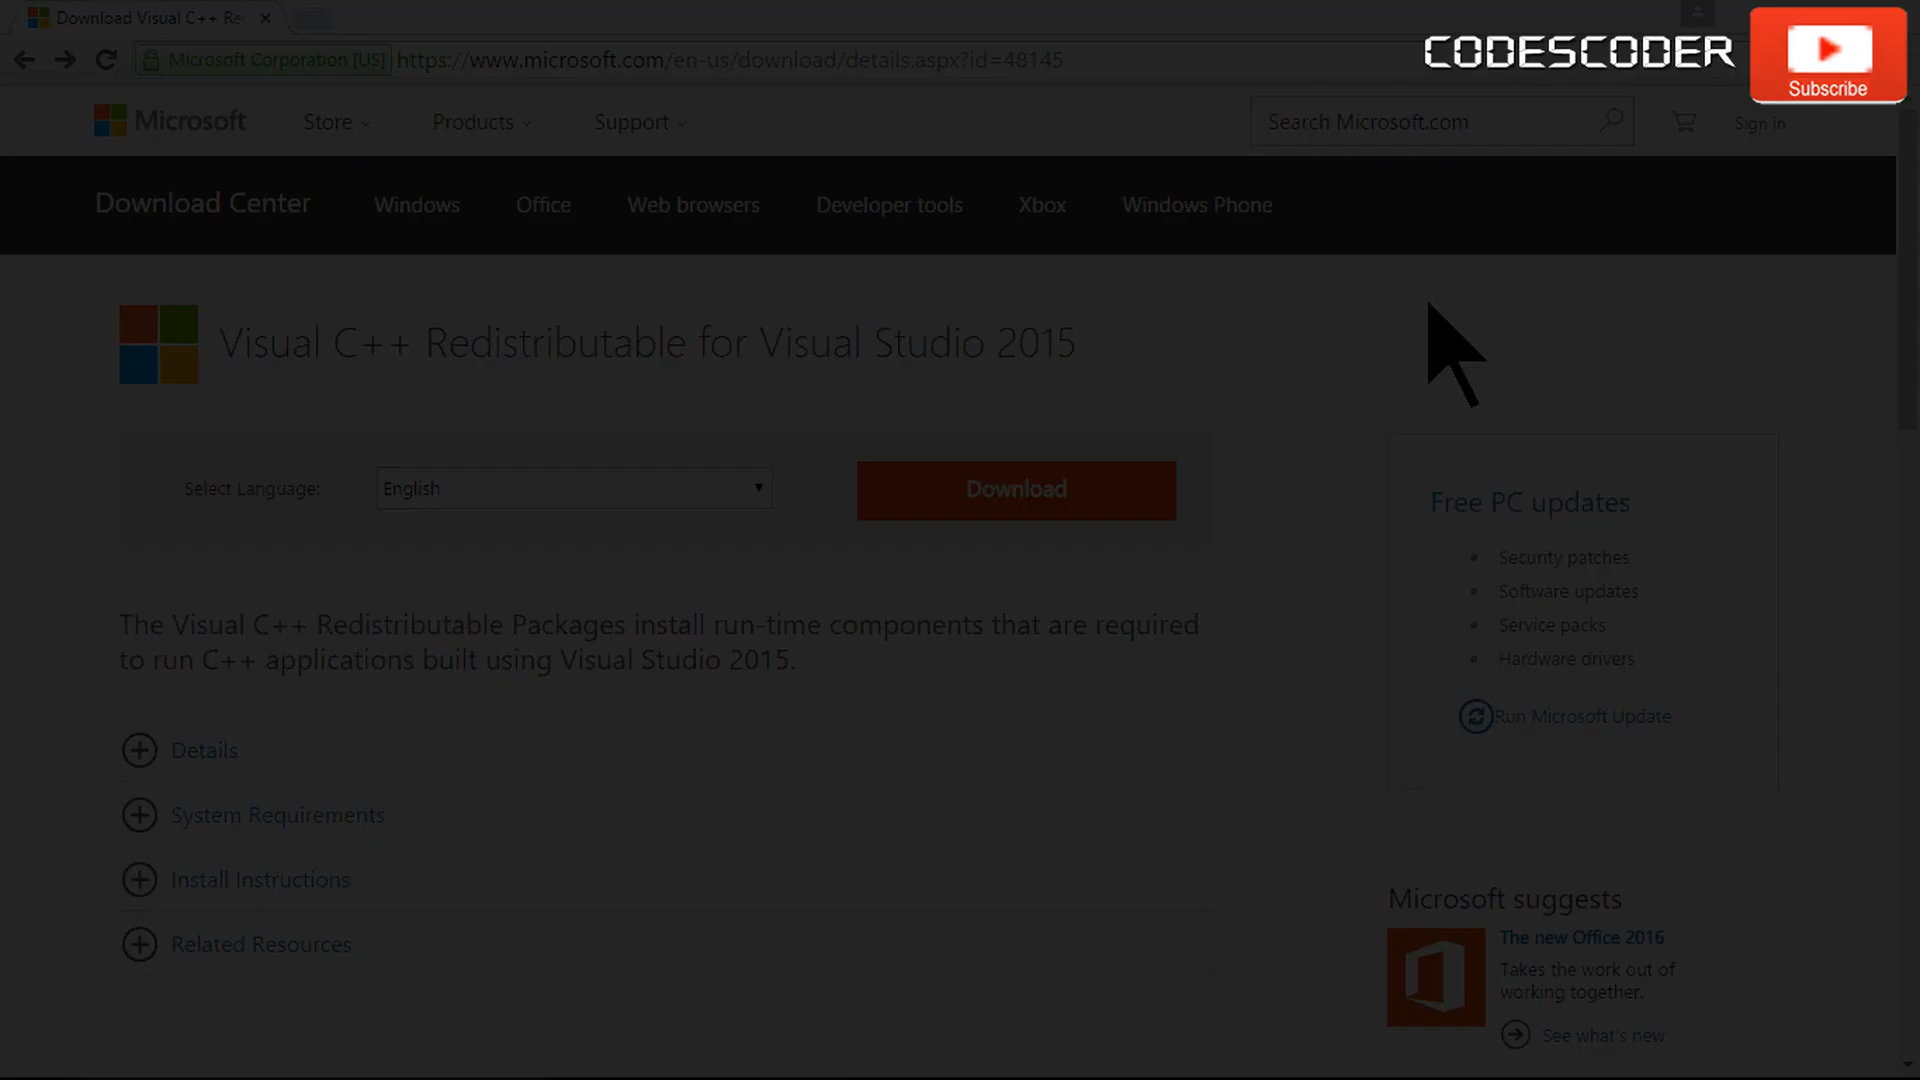 Download Visual C++ Re
CODESCODER
Subscribe
Microsoft Corporation [US] https://www.microsoft.com/en-us/download/details.aspx?id=48145
Microsoft Store Products Support Search Microsoft.com Sign in
Download Center Windows Office Web browsers Developer tools Xbox Windows Phone
Visual C++ Redistributable for Visual Studio 2015
Select Language: English Download
The Visual C++ Redistributable Packages install run-time components that are required
to run C++ applications built using Visual Studio 2015.
Details
System Requirements
Install Instructions
Related Resources
Free PC updates
Security patches
Software updates
Service packs
Hardware drivers
Run Microsoft Update
Microsoft suggests
The new Office 2016
Takes the work out of
working together.
See what's new